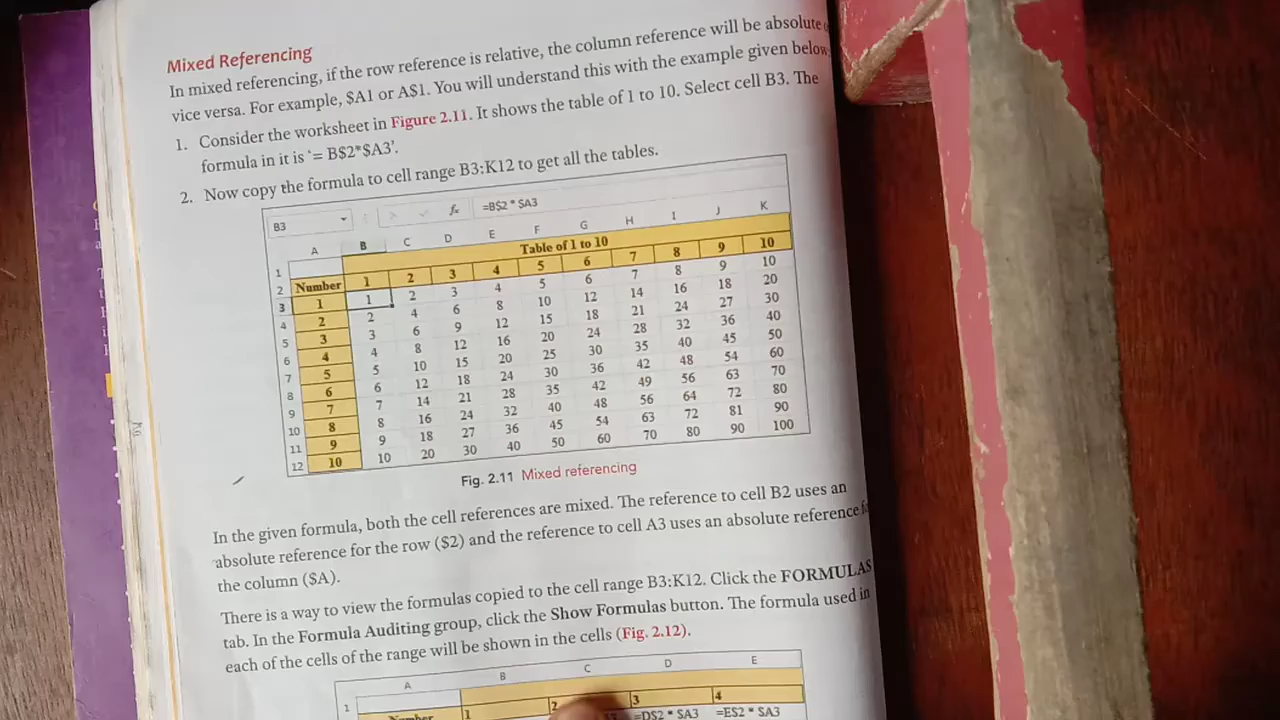 Mixed Referencing
In mixed referencing, if the row reference is relative, the column reference will be absolute
vice versa. For example, $A1 or A$1. You will understand this with the example given below
1. Consider the worksheet in Figure 2.11. It shows the table of 1 to 10. Select cell B3. The
formula in it is ‘= B$2*$A3’.
2. Now copy the formula to cell range B3:K12 to get all the tables.
B3 fx =B$2 * $A3
A B C D E F G H I J K
1 Table of 1 to 10
2 Number 1 2 3 4 5 6 7 8 9 10
3 1 1 2 3 4 5 6 7 8 9 10
4 2 2 4 6 8 10 12 14 16 18 20
5 3 3 6 9 12 15 18 21 24 27 30
6 4 4 8 12 16 20 24 28 32 36 40
7 5 5 10 15 20 25 30 35 40 45 50
8 6 6 12 18 24 30 36 42 48 54 60
9 7 7 14 21 28 35 42 49 56 63 70
10 8 8 16 24 32 40 48 56 64 72 80
11 9 9 18 27 36 45 54 63 72 81 90
12 10 10 20 30 40 50 60 70 80 90 100
Fig. 2.11 Mixed referencing
In the given formula, both the cell references are mixed. The reference to cell B2 uses an
absolute reference for the row ($2) and the reference to cell A3 uses an absolute reference
the column ($A).
There is a way to view the formulas copied to the cell range B3:K12. Click the FORMULAS
tab. In the Formula Auditing group, click the Show Formulas button. The formula used in
each of the cells of the range will be shown in the cells (Fig. 2.12).
A B C D E
1
Number 1 2 3 4
=D$2 * $A3 =E$2 * $A3